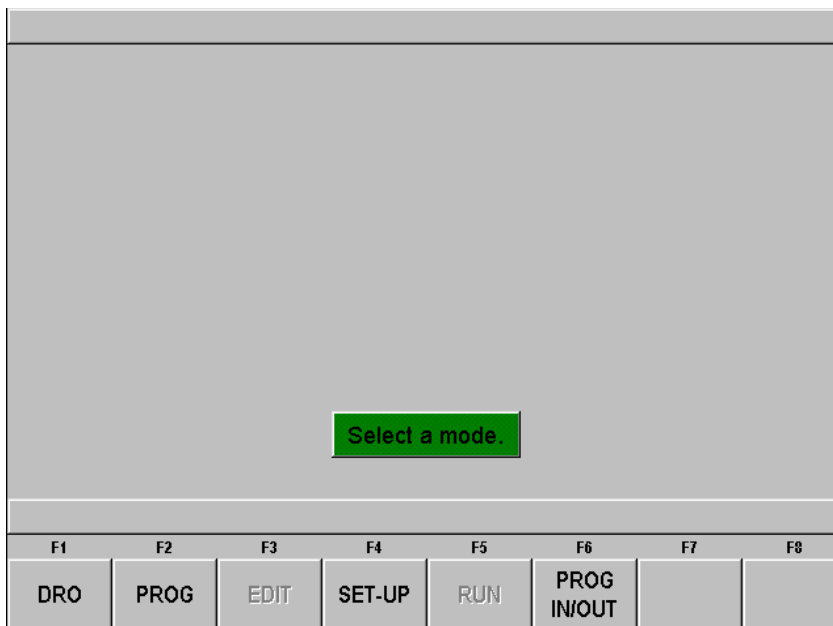 Select a mode.
F1 F2 F3 F4 F5 F6 F7 F8
DRO PROG EDIT SET-UP RUN PROG IN/OUT